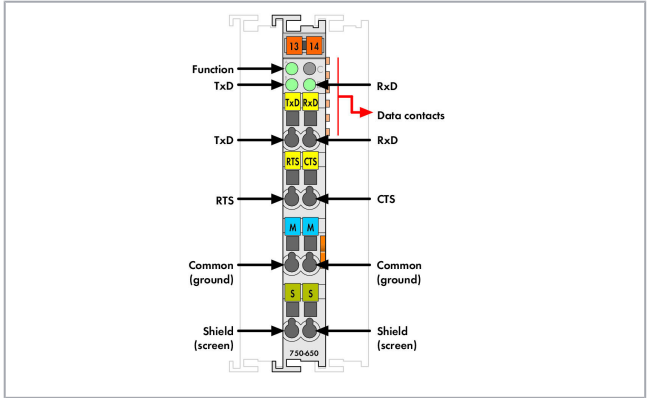 13 14
Function
TxD RxD
TxD RxD
Data contacts
TxD RxD
RTS CTS
RTS CTS
M M
Common Common
(ground) (ground)
S S
Shield Shield
(screen) (screen)
750-650